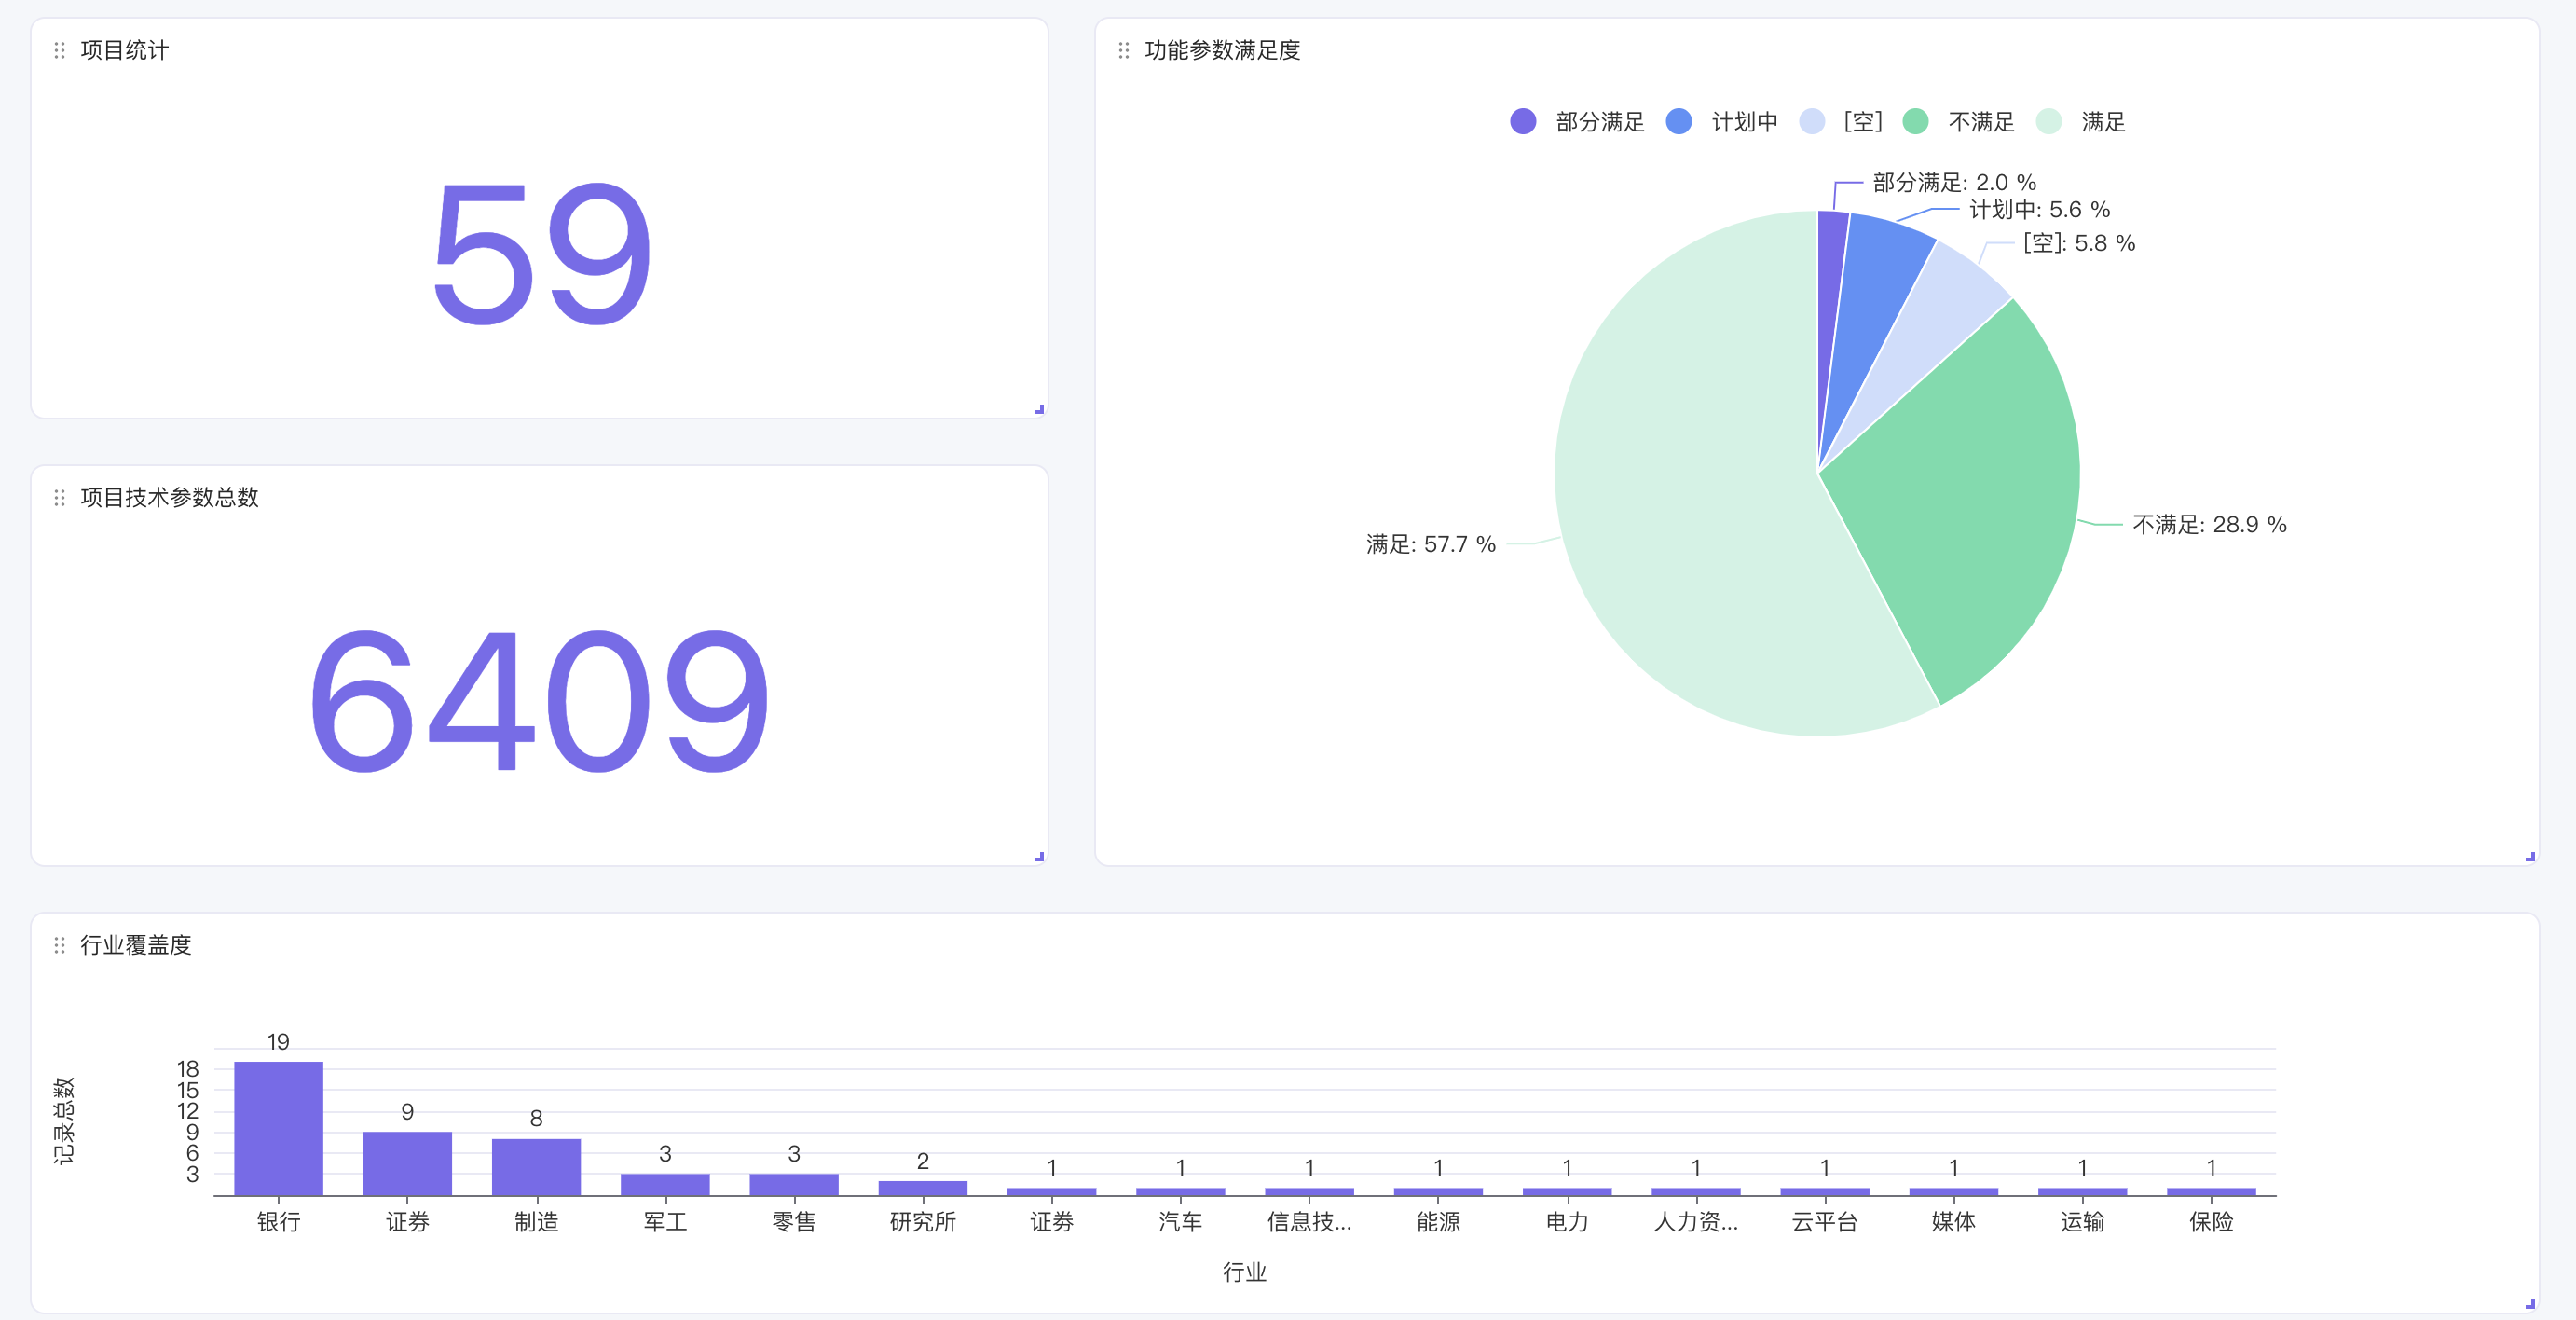 项目统计
59
项目技术参数总数
6409
功能参数满足度
部分满足 计划中 [空] 不满足 满足
部分满足: 2.0 %
计划中: 5.6 %
[空]: 5.8 %
不满足: 28.9 %
满足: 57.7 %
行业覆盖度
记录总数
18
15
12
9
6
3
19 9 8 3 3 2 1 1 1 1 1 1 1 1 1 1
银行 证券 制造 军工 零售 研究所 证劵 汽车 信息技... 能源 电力 人力资... 云平台 媒体 运输 保险
行业